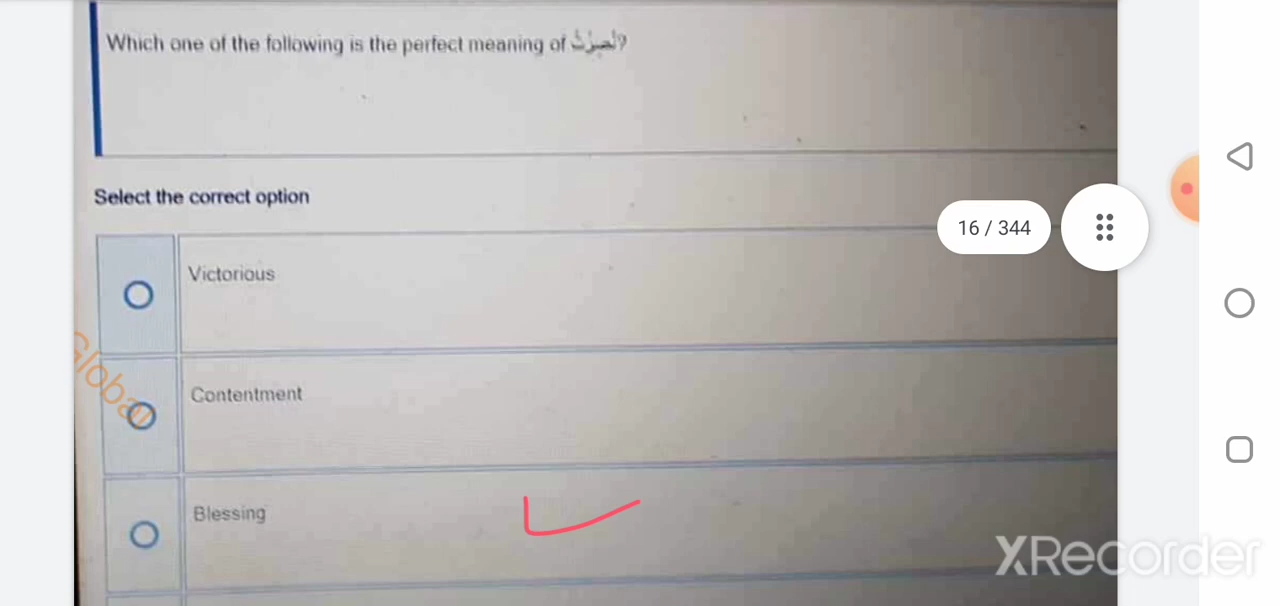 Which one of the following is the perfect meaning of ?
Select the correct option
16 / 344
Victorious
Contentment
Global
Blessing
XRecorder